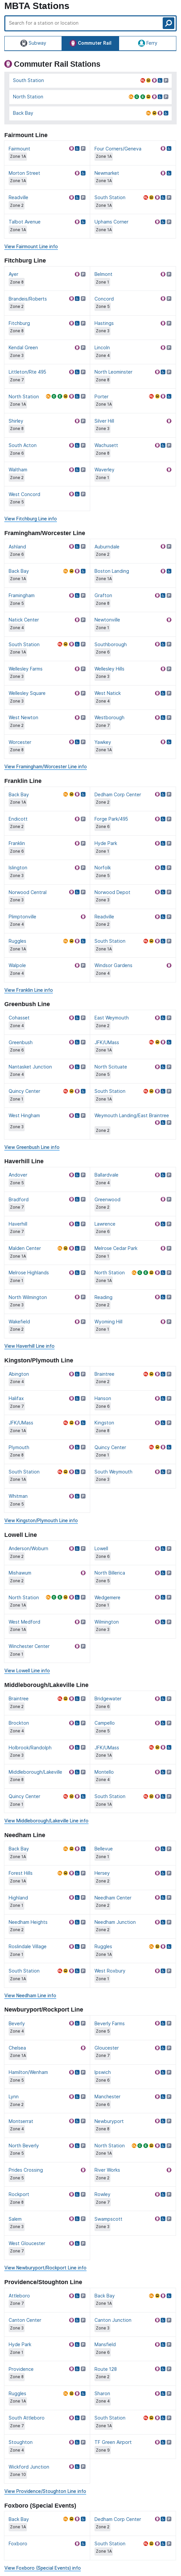 MBTA Stations
Search for a station or location
Subway Commuter Rail Ferry
Commuter Rail Stations
South Station
North Station
Back Bay
Fairmount Line
Fairmount
Zone 1A
Four Corners/Geneva
Zone 1A
Morton Street
Zone 1A
Newmarket
Zone 1A
Readville
Zone 2
South Station
Zone 1A
Talbot Avenue
Zone 1A
Uphams Corner
Zone 1A
View Fairmount Line info
Fitchburg Line
Ayer
Zone 8
Belmont
Zone 1
Brandeis/Roberts
Zone 2
Concord
Zone 5
Fitchburg
Zone 8
Hastings
Zone 3
Kendal Green
Zone 3
Lincoln
Zone 4
Littleton/Rte 495
Zone 7
North Leominster
Zone 8
North Station
Zone 1A
Porter
Zone 1A
Shirley
Zone 8
Silver Hill
Zone 3
South Acton
Zone 6
Wachusett
Zone 8
Waltham
Zone 2
Waverley
Zone 1
West Concord
Zone 5
View Fitchburg Line info
Framingham/Worcester Line
Ashland
Zone 6
Auburndale
Zone 2
Back Bay
Zone 1A
Boston Landing
Zone 1A
Framingham
Zone 5
Grafton
Zone 8
Natick Center
Zone 4
Newtonville
Zone 1
South Station
Zone 1A
Southborough
Zone 6
Wellesley Farms
Zone 3
Wellesley Hills
Zone 3
Wellesley Square
Zone 3
West Natick
Zone 4
West Newton
Zone 2
Westborough
Zone 7
Worcester
Zone 8
Yawkey
Zone 1A
View Framingham/Worcester Line info
Franklin Line
Back Bay
Zone 1A
Dedham Corp Center
Zone 2
Endicott
Zone 2
Forge Park/495
Zone 6
Franklin
Zone 6
Hyde Park
Zone 1
Islington
Zone 3
Norfolk
Zone 5
Norwood Central
Zone 3
Norwood Depot
Zone 3
Plimptonville
Zone 4
Readville
Zone 2
Ruggles
Zone 1A
South Station
Zone 1A
Walpole
Zone 4
Windsor Gardens
Zone 4
View Franklin Line info
Greenbush Line
Cohasset
Zone 4
East Weymouth
Zone 2
Greenbush
Zone 6
JFK/UMass
Zone 1A
Nantasket Junction
Zone 4
North Scituate
Zone 5
Quincy Center
Zone 1
South Station
Zone 1A
West Hingham
Zone 3
Weymouth Landing/East Braintree
Zone 2
View Greenbush Line info
Haverhill Line
Andover
Zone 5
Ballardvale
Zone 4
Bradford
Zone 7
Greenwood
Zone 2
Haverhill
Zone 7
Lawrence
Zone 6
Malden Center
Zone 1A
Melrose Cedar Park
Zone 1
Melrose Highlands
Zone 1
North Station
Zone 1A
North Wilmington
Zone 3
Reading
Zone 2
Wakefield
Zone 2
Wyoming Hill
Zone 1
View Haverhill Line info
Kingston/Plymouth Line
Abington
Zone 4
Braintree
Zone 2
Halifax
Zone 7
Hanson
Zone 6
JFK/UMass
Zone 1A
Kingston
Zone 8
Plymouth
Zone 8
Quincy Center
Zone 1
South Station
Zone 1A
South Weymouth
Zone 3
Whitman
Zone 5
View Kingston/Plymouth Line info
Lowell Line
Anderson/Woburn
Zone 2
Lowell
Zone 6
Mishawum
Zone 2
North Billerica
Zone 5
North Station
Zone 1A
Wedgemere
Zone 1
West Medford
Zone 1A
Wilmington
Zone 3
Winchester Center
Zone 1
View Lowell Line info
Middleborough/Lakeville Line
Braintree
Zone 2
Bridgewater
Zone 6
Brockton
Zone 4
Campello
Zone 5
Holbrook/Randolph
Zone 3
JFK/UMass
Zone 1A
Middleborough/Lakeville
Zone 8
Montello
Zone 4
Quincy Center
Zone 1
South Station
Zone 1A
View Middleborough/Lakeville Line info
Needham Line
Back Bay
Zone 1A
Bellevue
Zone 1
Forest Hills
Zone 1A
Hersey
Zone 2
Highland
Zone 1
Needham Center
Zone 2
Needham Heights
Zone 2
Needham Junction
Zone 2
Roslindale Village
Zone 1
Ruggles
Zone 1A
South Station
Zone 1A
West Roxbury
Zone 1
View Needham Line info
Newburyport/Rockport Line
Beverly
Zone 4
Beverly Farms
Zone 5
Chelsea
Zone 1A
Gloucester
Zone 7
Hamilton/Wenham
Zone 5
Ipswich
Zone 6
Lynn
Zone 2
Manchester
Zone 6
Montserrat
Zone 4
Newburyport
Zone 8
North Beverly
Zone 5
North Station
Zone 1A
Prides Crossing
Zone 5
River Works
Zone 2
Rockport
Zone 8
Rowley
Zone 7
Salem
Zone 3
Swampscott
Zone 3
West Gloucester
Zone 7
View Newburyport/Rockport Line info
Providence/Stoughton Line
Attleboro
Zone 7
Back Bay
Zone 1A
Canton Center
Zone 3
Canton Junction
Zone 3
Hyde Park
Zone 1
Mansfield
Zone 6
Providence
Zone 8
Route 128
Zone 2
Ruggles
Zone 1A
Sharon
Zone 4
South Attleboro
Zone 7
South Station
Zone 1A
Stoughton
Zone 4
TF Green Airport
Zone 9
Wickford Junction
Zone 10
View Providence/Stoughton Line info
Foxboro (Special Events)
Back Bay
Zone 1A
Dedham Corp Center
Zone 2
Foxboro
South Station
Zone 1A
View Foxboro (Special Events) info